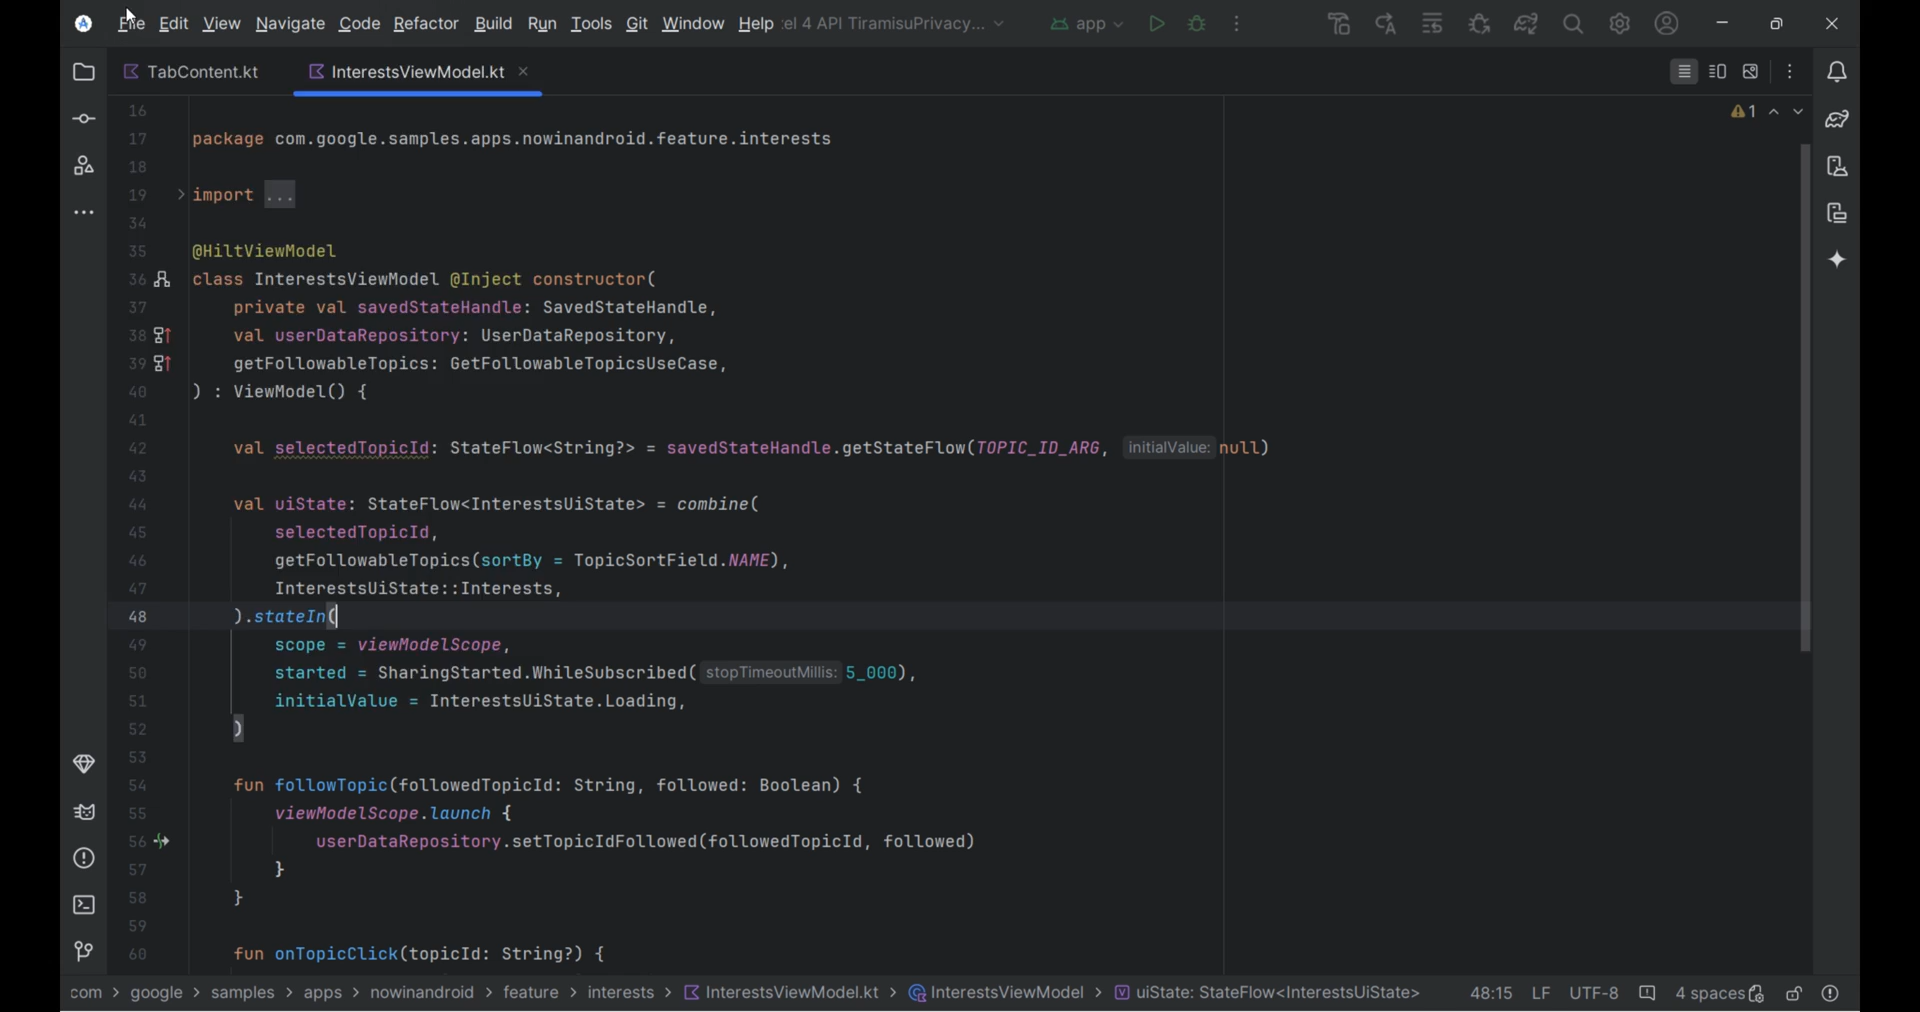 File Edit View Navigate Code Refactor Build Run Tools Git Window Help el 4 API TiramisuPrivacy... app
TabContent.kt InterestsViewModel.kt
16 1
17 package com.google.samples.apps.nowinandroid.feature.interests
18
19 import ...
34
35 @HiltViewModel
36 class InterestsViewModel @Inject constructor(
37 private val savedStateHandle: SavedStateHandle,
38 val userDataRepository: UserDataRepository,
39 getFollowableTopics: GetFollowableTopicsUseCase,
40 ) : ViewModel() {
41
42 val selectedTopicId: StateFlow<String?> = savedStateHandle.getStateFlow(TOPIC_ID_ARG, initialValue: null)
43
44 val uiState: StateFlow<InterestsUiState> = combine(
45 selectedTopicId,
46 getFollowableTopics(sortBy = TopicSortField.NAME),
47 InterestsUiState::Interests,
48 ).stateIn(
49 scope = viewModelScope,
50 started = SharingStarted.WhileSubscribed( stopTimeoutMillis: 5_000),
51 initialValue = InterestsUiState.Loading,
52 )
53
54 fun followTopic(followedTopicId: String, followed: Boolean) {
55 viewModelScope.launch {
56 userDataRepository.setTopicIdFollowed(followedTopicId, followed)
57 }
58 }
59
60 fun onTopicClick(topicId: String?) {
com > google > samples > apps > nowinandroid > feature > interests > InterestsViewModel.kt > InterestsViewModel > uiState: StateFlow<InterestsUiState> 48:15 LF UTF-8 4 spaces